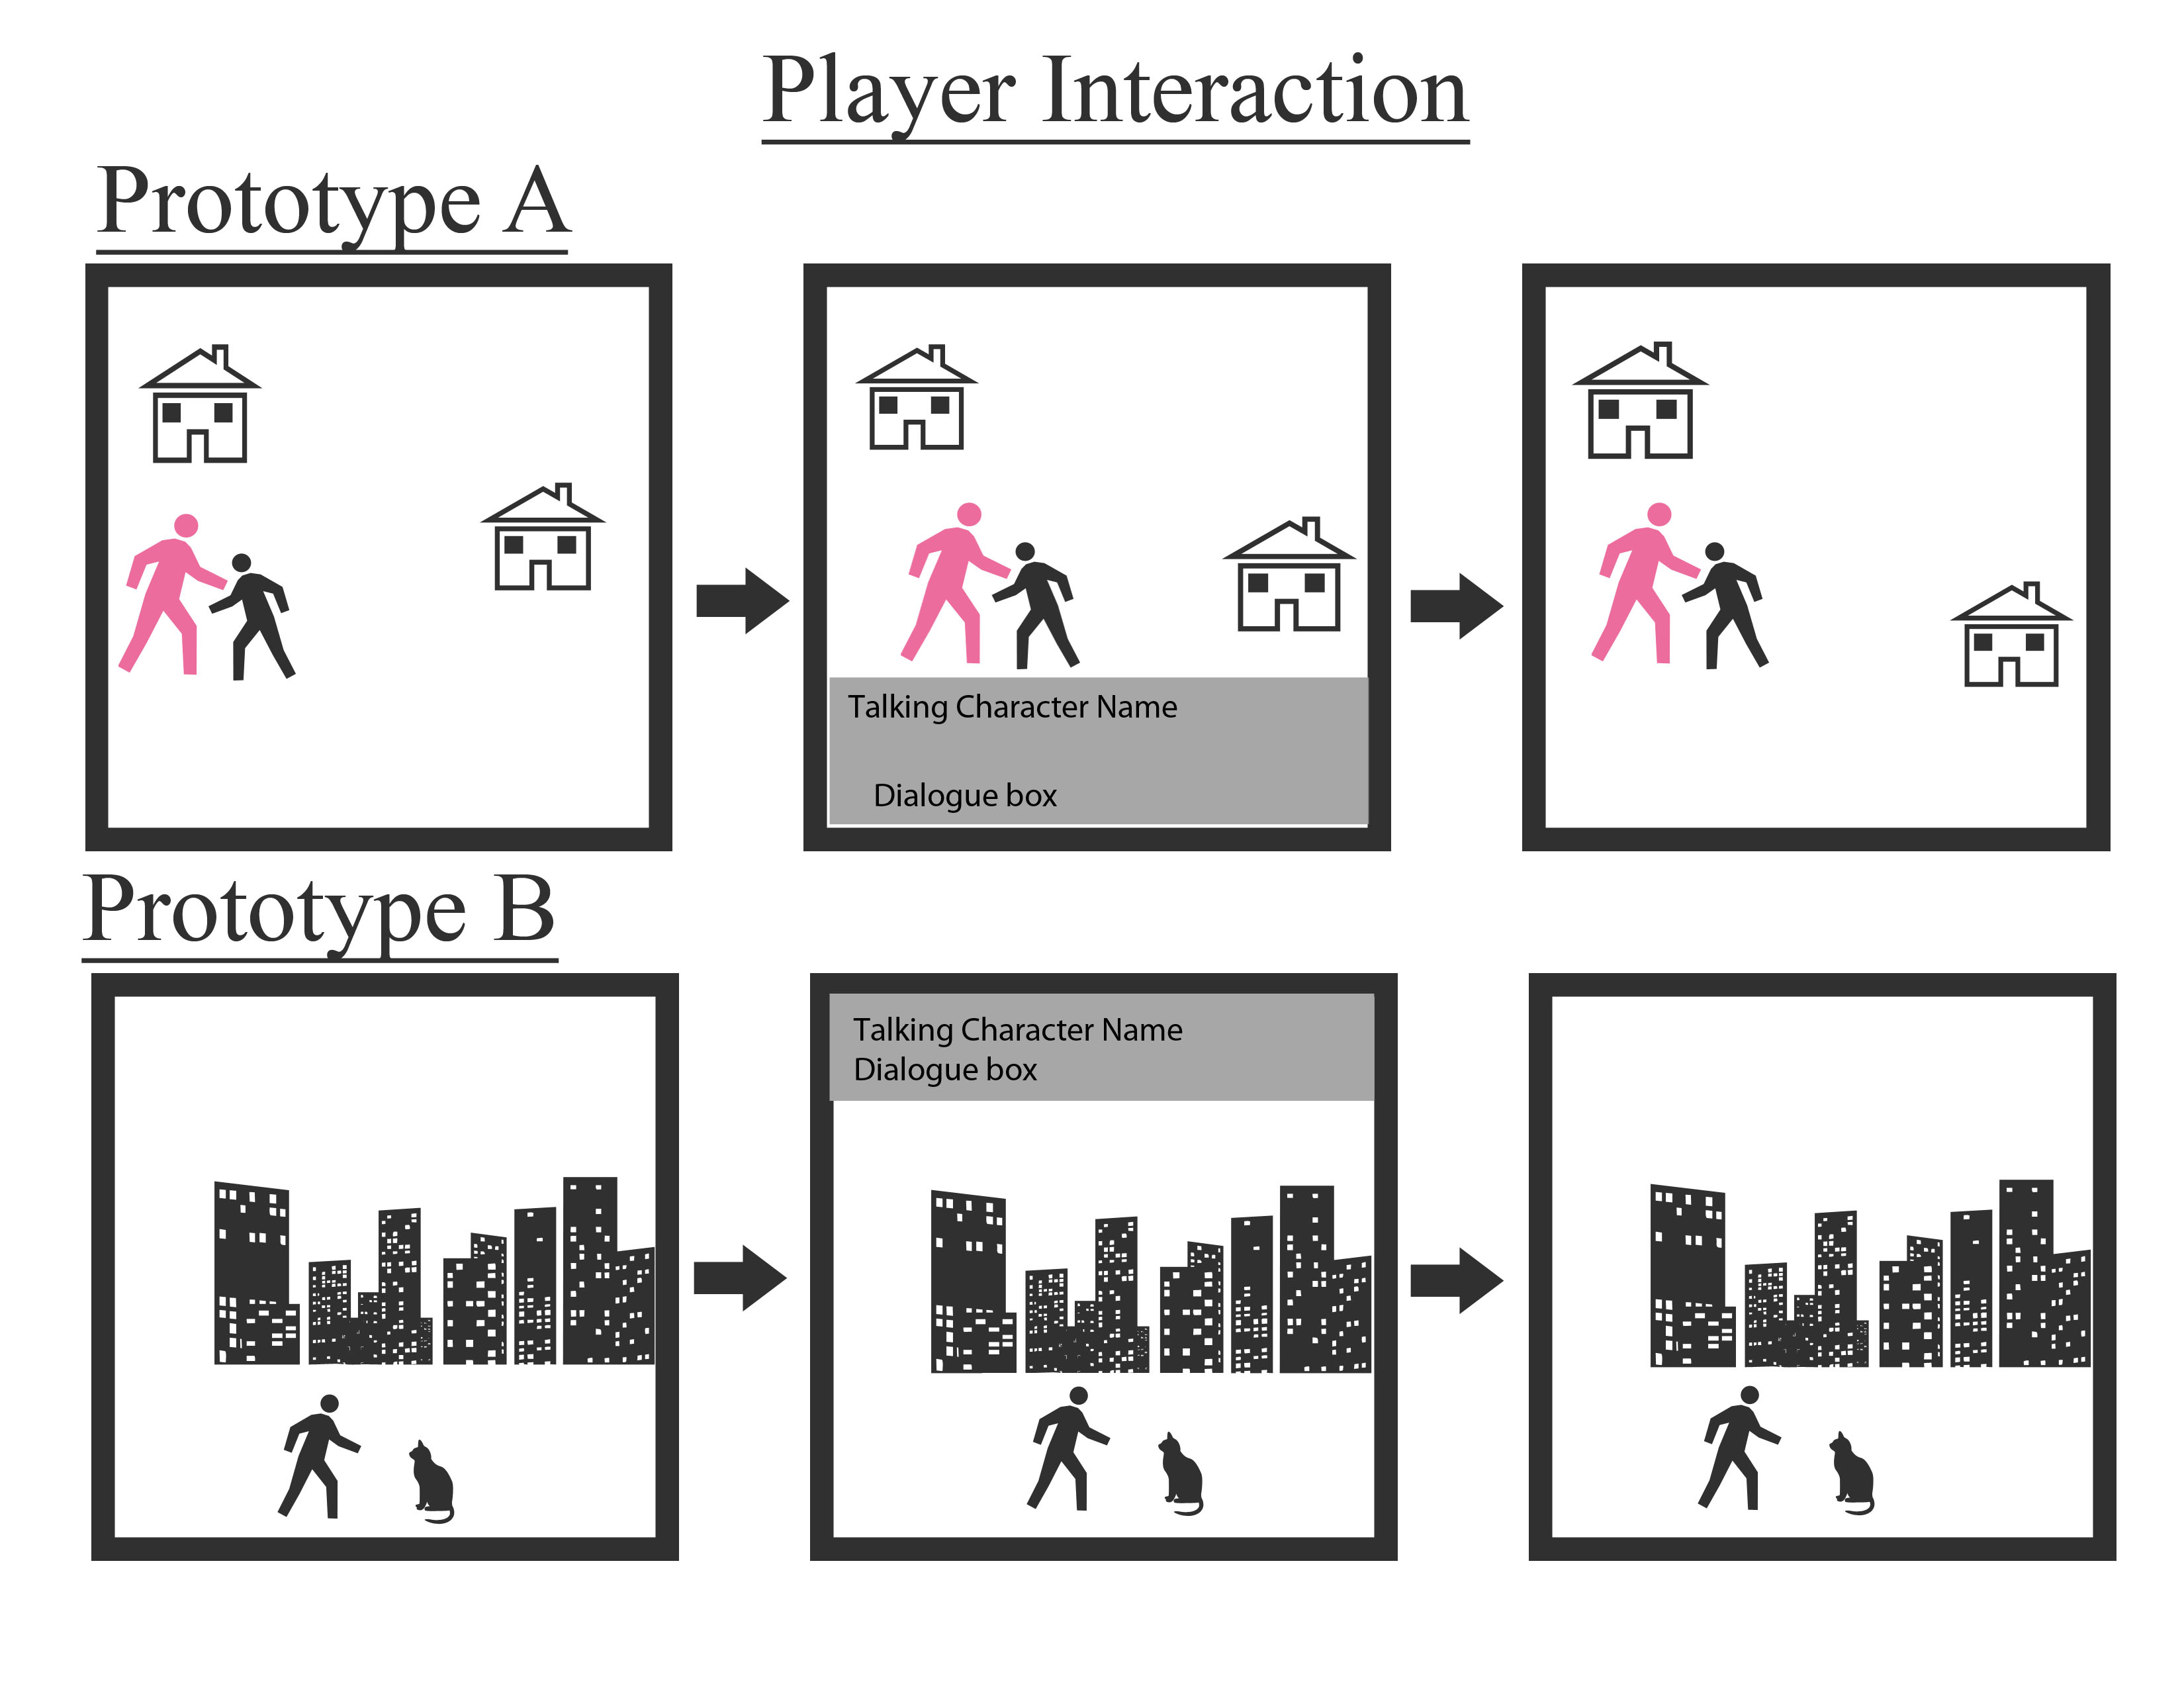 Player Interaction
Prototype A
Talking Character Name
Dialogue box
Prototype B
Talking Character Name
Dialogue box